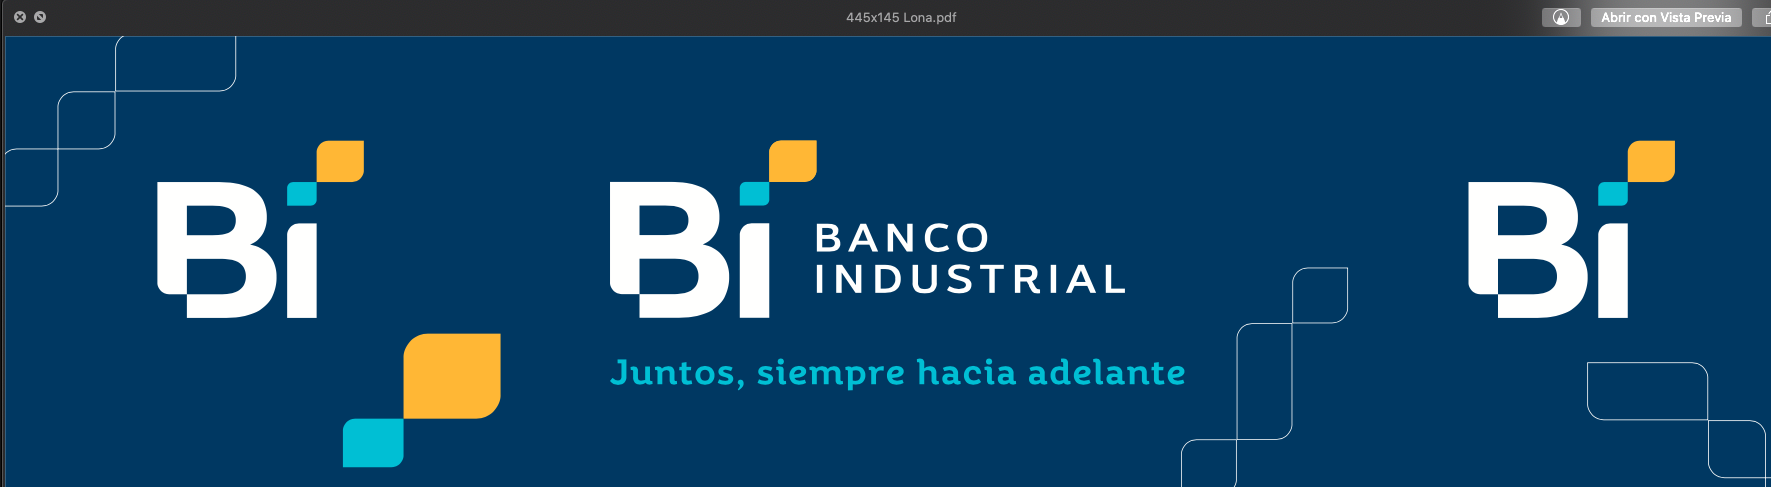 445x145 Lona.pdf
Abrir con Vista Previa
Bi
Bi
BANCO
INDUSTRIAL
Juntos, siempre hacia adelante
Bi